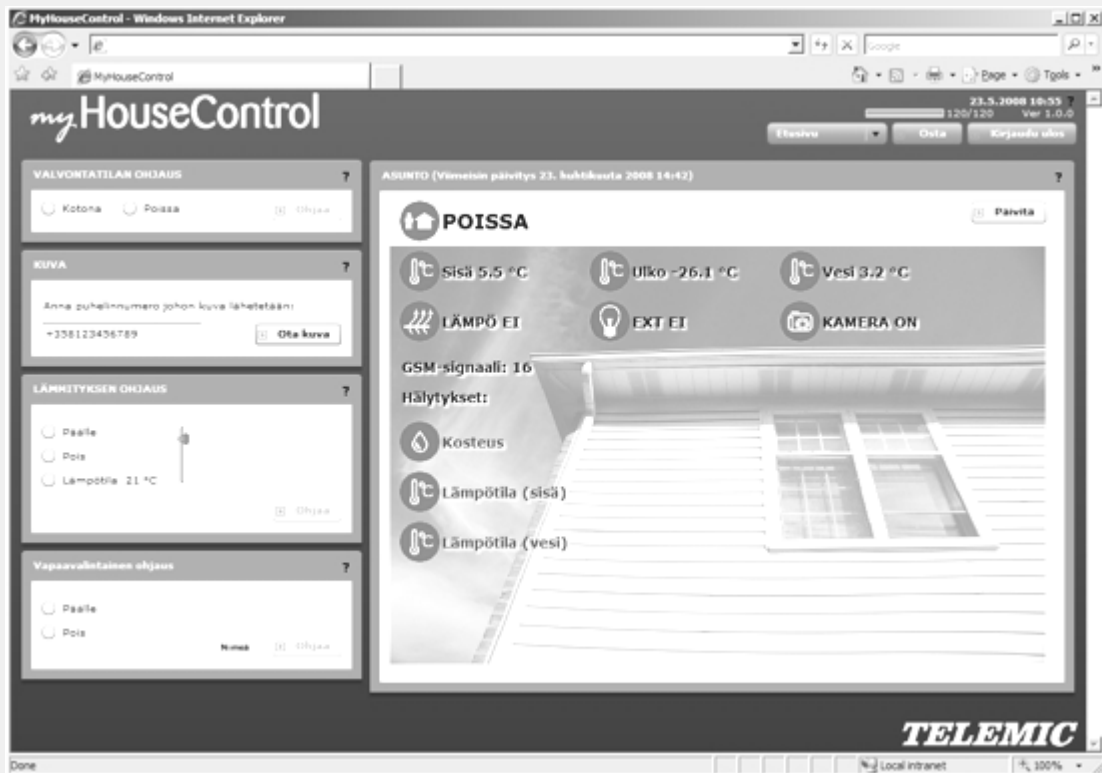 MyHouseControl - Windows Internet Explorer
Google
MyHouseControl
Page
Tools
my HouseControl
23.5.2008 10:55 ?
120/120 Ver 1.0.0
Etusivu
Osta
Kirjaudu ulos
VALVONTATILAN OHJAUS ?
Kotona Poissa Ohjaa
KUVA ?
Anna puhelinnumero johon kuva lähetetään:
+358123456789 Ota kuva
LÄMMITYKSEN OHJAUS ?
Päälle
Pois
Lämpötila 21 °C
Ohjaa
Vapaavalintainen ohjaus ?
Päälle
Pois
Nimeä Ohjaa
ASUNTO (Viimeisin päivitys 23. huhtikuuta 2008 14:42) ?
POISSA
Päivitä
Sisä 5.5 °C Ulko -26.1 °C Vesi 3.2 °C
LÄMPÖ EI EXT EI KAMERA ON
GSM-signaali: 16
Hälytykset:
Kosteus
Lämpötila (sisä)
Lämpötila (vesi)
TELEMIC
Done Local intranet 100%